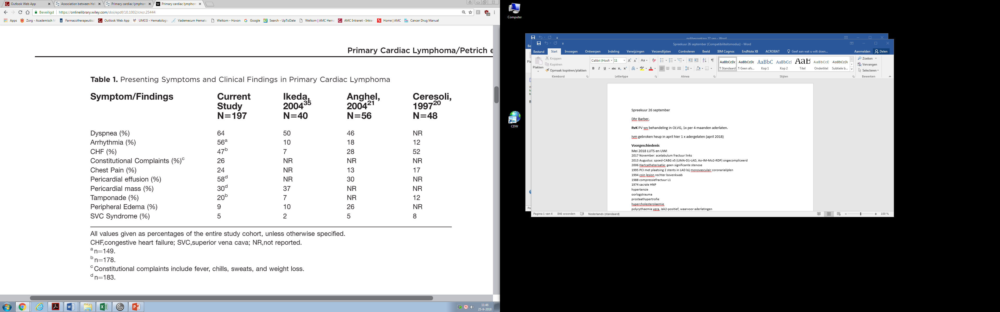 Outlook Web App
Association between Heli
Primary cardiac lymphom
Primary cardiac lymphom
Beveiligd
https://onlinelibrary.wiley.com/doi/epdf/10.1002/cncr.25444
Apps
Zorg - Academisch M
Farmacotherapeutisc
Outlook Web App
UMCG - Hematologie
Vademecum Hemato
Welkom - Hovon
Google
Search - UpToDate
Welkom | AMC Hema
AMC Intranet - Intran
Home | AMC
Cancer Drug Manual
Primary Cardiac Lymphoma/Petrich e
Table 1. Presenting Symptoms and Clinical Findings in Primary Cardiac Lymphoma
Symptom/Findings Current Study N=197 Ikeda, 2004³⁵ N=40 Anghel, 2004²¹ N=56 Ceresoli, 1997²⁰ N=48
Dyspnea (%) 64 50 46 NR
Arrhythmia (%) 56ᵃ 10 18 12
CHF (%) 47ᵇ 7 28 52
Constitutional Complaints (%)ᶜ 26 NR NR NR
Chest Pain (%) 24 NR 13 17
Pericardial effusion (%) 58ᵈ NR 30 NR
Pericardial mass (%) 30ᵈ 37 NR NR
Tamponade (%) 20ᵇ 7 NR 12
Peripheral Edema (%) 9 10 26 NR
SVC Syndrome (%) 5 2 5 8
All values given as percentages of the entire study cohort, unless otherwise specified.
CHF,congestive heart failure; SVC,superior vena cava; NR,not reported.
ᵃ n=149.
ᵇ n=178.
ᶜ Constitutional complaints include fever, chills, sweats, and weight loss.
ᵈ n=183.
11:46
25-9-2018
Computer
CDW
polibespreking 27 sep - Word
Spreekuur 26 september [Compatibiliteitsmodus] - Word
Bestand Start Invoegen Ontwerpen Indeling Verwijzingen Verzendlijsten Controleren Beeld IBM Cognos EndNote X8 ACROBAT Geef aan wat u wilt doen... Aanmelden Delen
Plakken
Knippen
Kopiëren
Opmaak kopiëren/plakken
Klembord
Calibri (Hoof 11
B I U abc x₂ x²
Lettertype
Alinea
AaBbCcDc AaBbCcDc AaBbC AaBbCcI AaB AaBbCcD AaBbCcDc
¶ Standaard ¶ Geen afs... Kop 1 Kop 2 Titel Ondertitel Subtiele b...
Stijlen
Zoeken
Vervangen
Selecteren
Bewerken
Spreekuur 26 september
Dhr Barber,
RvK PV wv behandeling in OLVG, 1x per 4 maanden aderlaten.
Ivm gebroken heup in april hier 1 x adergelaten (april 2018)
Voorgeschiedenis
Mei 2018 LUTS en UWI
2017 November: acetabulum fractuur links
2013 Augustus: spoed-CABG x5 (LIMA-D1-LAD, Ao-IM-Mo2-RDP) ongecompliceerd
2006 Hartcatheterisatie: geen significante stenose
1995 PCI met plaatsing 2 stents in LAD bij monovasculair coronarialijden
1994 coin lesion rechter bovenkwab
1988 compressiefractuur L1
1974 sacrale HNP
hypertensie
oorlogstrauma
prostaathypertrofie
hypercholesterolaemie
polycythaemia vera, Jak2-positief, waarvoor aderlatingen
Pagina 1 van 4 846 woorden Nederlands (standaard) 100 %